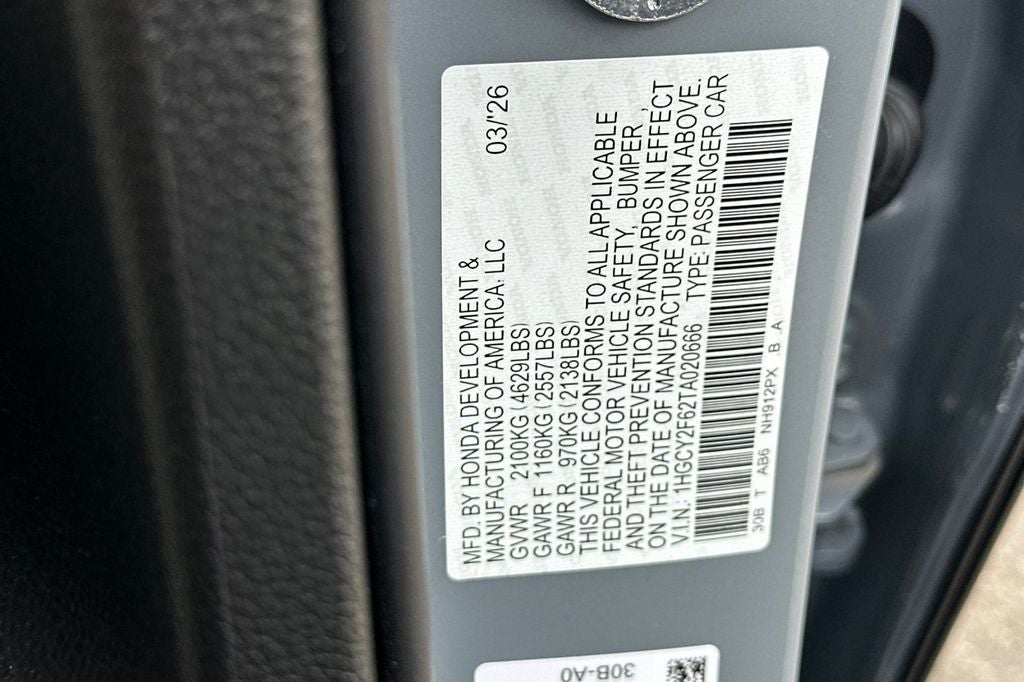 MFD. BY HONDA DEVELOPMENT &
MANUFACTURING OF AMERICA, LLC 03/'26
GVWR 2100KG (4629LBS)
GAWR F 1160KG (2557LBS)
GAWR R 970KG (2138LBS)
THIS VEHICLE CONFORMS TO ALL APPLICABLE
FEDERAL MOTOR VEHICLE SAFETY, BUMPER,
AND THEFT PREVENTION STANDARDS IN EFFECT
ON THE DATE OF MANUFACTURE SHOWN ABOVE.
V.I.N.: 1HGCY2F62TA020666 TYPE: PASSENGER CAR
30B T AB6 NH912PX .B .A
30B-A0